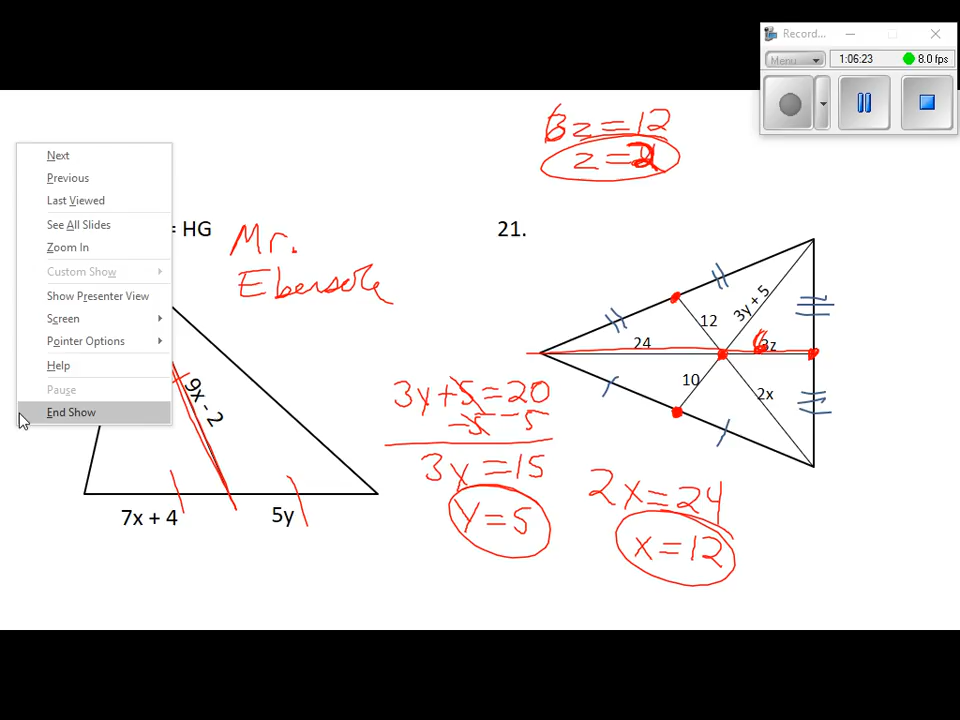 Record...
Menu
1:06:23
8.0 fps
6z = 12
z = 2
Next
Previous
Last Viewed
See All Slides
Zoom In
Custom Show
Show Presenter View
Screen
Pointer Options
Help
Pause
End Show
= HG
Mr.
Ebersole
21.
9x - 2
7x + 4
5y
12
3y + 5
24
6
3z
10
2x
3y + 5 = 20
- 5 = - 5
3y = 15
y = 5
2x = 24
x = 12